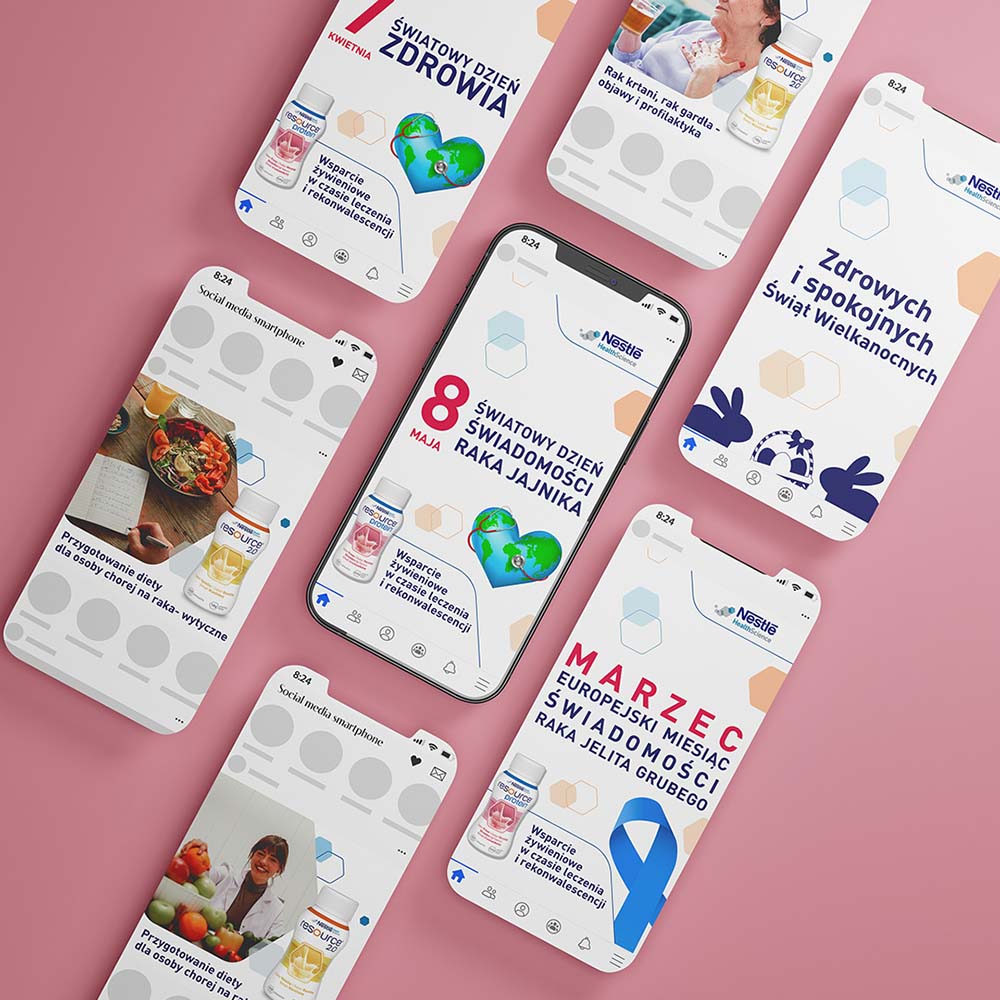 7
KWIETNIA
ŚWIATOWY DZIEŃ
ZDROWIA
resource
protein
Wsparcie
żywieniowe
w czasie leczenia
i rekonwalescencji
Nestlé
resource
2.0
Rak krtani, rak gardła -
objawy i profilaktyka
8:24
Nestlé
HealthScience
Zdrowych
i spokojnych
Świąt Wielkanocnych
8:24
Social media smartphone
Nestlé
resource
2.0
Przygotowanie diety
dla osoby chorej na raka- wytyczne
8:24
Nestlé
HealthScience
8
MAJA
ŚWIATOWY DZIEŃ
ŚWIADOMOŚCI
RAKA JAJNIKA
resource
protein
Wsparcie
żywieniowe
w czasie leczenia
i rekonwalescencji
8:24
Nestlé
HealthScience
MARZEC
EUROPEJSKI MIESIĄC
ŚWIADOMOŚCI
RAKA JELITA GRUBEGO
resource
protein
Wsparcie
żywieniowe
w czasie leczenia
i rekonwalescencji
8:24
Social media smartphone
Nestlé
resource
2.0
Przygotowanie diety
dla osoby chorej na